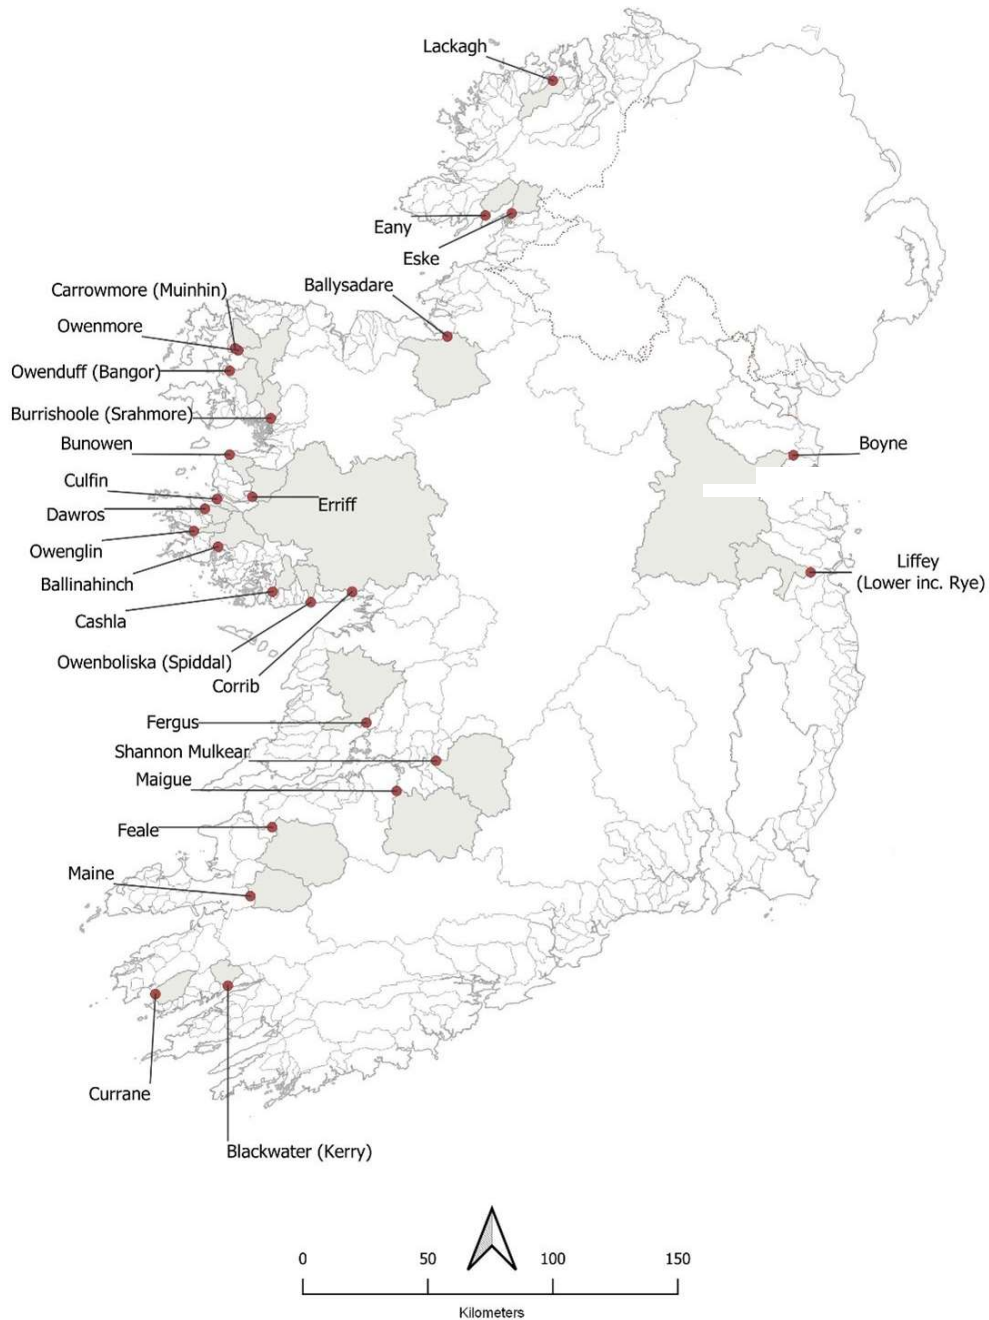 Lackagh
Eany
Eske
Ballysadare
Carrowmore (Muinhin)
Owenmore
Owenduff (Bangor)
Burrishoole (Srahmore)
Bunowen
Boyne
Culfin
Erriff
Dawros
Owenglin
Liffey
(Lower inc. Rye)
Ballinahinch
Cashla
Owenboliska (Spiddal)
Corrib
Fergus
Shannon Mulkear
Maigue
Feale
Maine
Currane
Blackwater (Kerry)
0 50 100 150
Kilometers